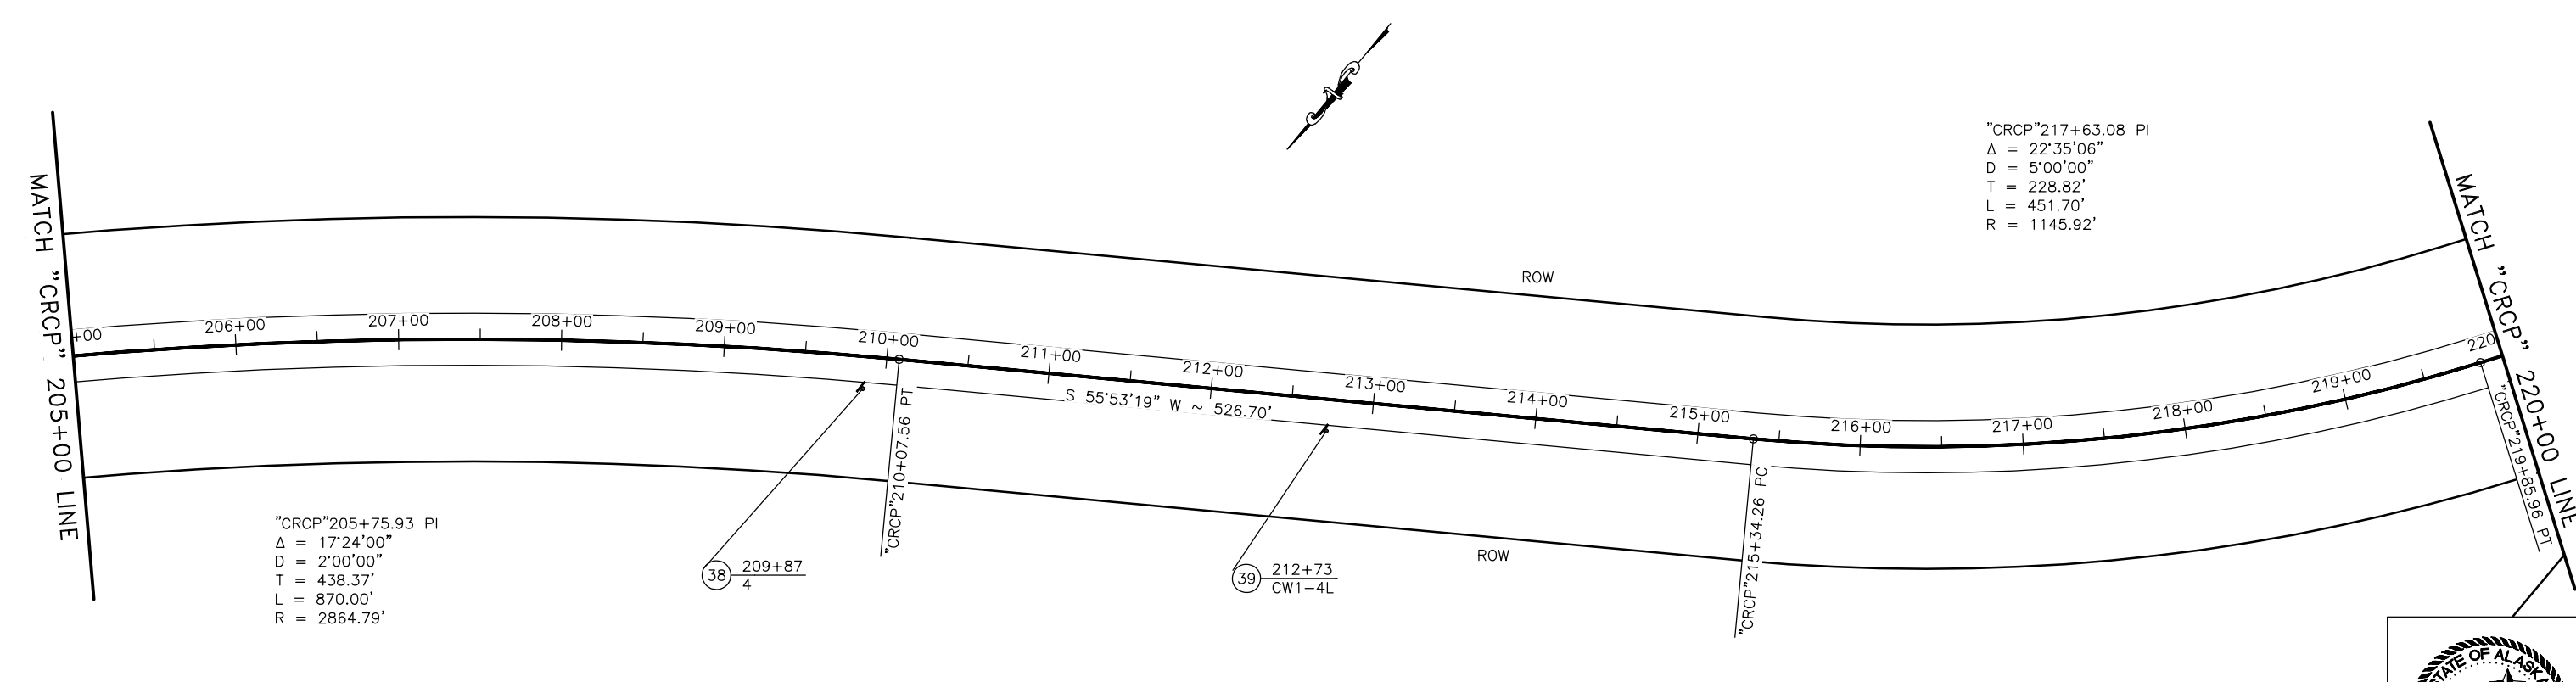 MATCH "CRCP" 205+00 LINE
+00
206+00
207+00
208+00
209+00
210+00
211+00
212+00
213+00
214+00
215+00
216+00
217+00
218+00
219+00
220
ROW
S 55°53'19" W ~ 526.70'
ROW
"CRCP"210+07.56 PT
"CRCP"215+34.26 PC
"CRCP"219+85.96 PT
"CRCP"217+63.08 PI
Δ = 22°35'06"
D = 5°00'00"
T = 228.82'
L = 451.70'
R = 1145.92'
MATCH "CRCP" 220+00 LINE
"CRCP"205+75.93 PI
Δ = 17°24'00"
D = 2°00'00"
T = 438.37'
L = 870.00'
R = 2864.79'
38 209+87
4
39 212+73
CW1-4L
STATE OF ALASKA